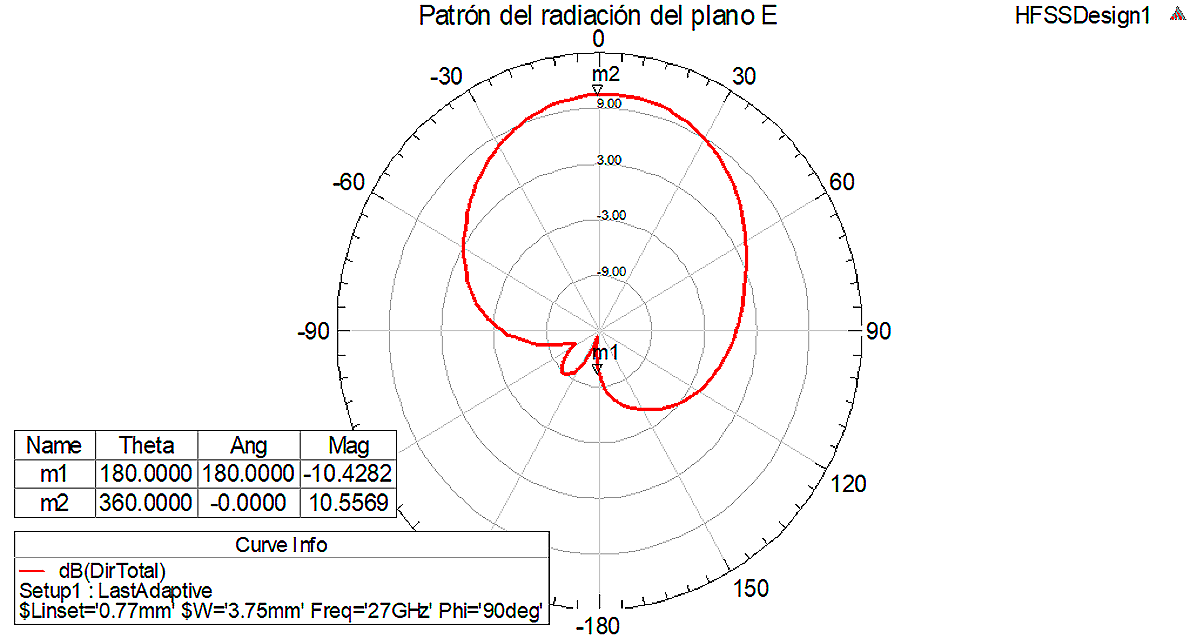 Patrón del radiación del plano E
HFSSDesign1
0
-30
30
-60
60
-90
90
120
150
-180
m2
9.00
3.00
-3.00
-9.00
m1
Name Theta Ang Mag
m1 180.0000 180.0000 -10.4282
m2 360.0000 -0.0000 10.5569
Curve Info
dB(DirTotal)
Setup1 : LastAdaptive
$Linset='0.77mm' $W='3.75mm' Freq='27GHz' Phi='90deg'